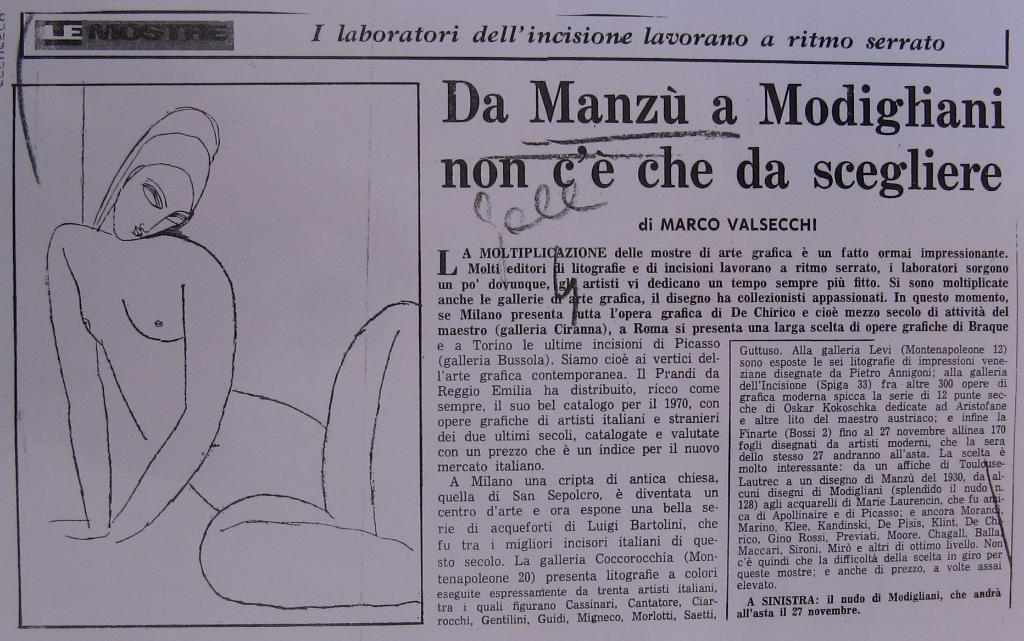 LE MOSTRE
I laboratori dell'incisione lavorano a ritmo serrato
Da Manzù a Modigliani
non c'è che da scegliere
di MARCO VALSECCHI
LA MOLTIPLICAZIONE delle mostre di arte grafica è un fatto ormai impressionante.
Molti editori di litografie e di incisioni lavorano a ritmo serrato, i laboratori sorgono
un po' dovunque, gli artisti vi dedicano un tempo sempre più fitto. Si sono moltiplicate
anche le gallerie di arte grafica, il disegno ha collezionisti appassionati. In questo momento,
se Milano presenta tutta l'opera grafica di De Chirico e cioè mezzo secolo di attività del
maestro (galleria Ciranna), a Roma si presenta una larga scelta di opere grafiche di Braque
e a Torino le ultime incisioni di Picasso
(galleria Bussola). Siamo cioè ai vertici del-
l'arte grafica contemporanea. Il Prandi da
Reggio Emilia ha distribuito, ricco come
sempre, il suo bel catalogo per il 1970, con
opere grafiche di artisti italiani e stranieri
dei due ultimi secoli, catalogate e valutate
con un prezzo che è un indice per il nuovo
mercato italiano.
A Milano una cripta di antica chiesa,
quella di San Sepolcro, è diventata un
centro d'arte e ora espone una bella se-
rie di acqueforti di Luigi Bartolini, che
fu tra i migliori incisori italiani di que-
sto secolo. La galleria Coccorocchia (Mon-
tenapoleone 20) presenta litografie a colori
eseguite espressamente da trenta artisti italiani,
tra i quali figurano Cassinari, Cantatore, Ciar-
rocchi, Gentilini, Guidi, Migneco, Morlotti, Saetti,
Guttuso. Alla galleria Levi (Montenapoleone 12)
sono esposte le sei litografie di impressioni vene-
ziane disegnate da Pietro Annigoni; alla galleria
dell'Incisione (Spiga 33) fra altre 300 opere di
grafica moderna spicca la serie di 12 punte sec-
che di Oskar Kokoschka dedicate ad Aristofane
e altre lito del maestro austriaco; e infine la
Finarte (Bossi 2) fino al 27 novembre allinea 170
fogli disegnati da artisti moderni, che la sera
dello stesso 27 andranno all'asta. La scelta è
molto interessante: da un affiche di Toulouse-
Lautrec a un disegno di Manzù del 1930, da al-
cuni disegni di Modigliani (splendido il nudo n.
128) agli acquarelli di Marie Laurencin, che fu ami-
ca di Apollinaire e di Picasso; e ancora Morandi,
Marino, Klee, Kandinski, De Pisis, Klint, De Chi-
rico, Gino Rossi, Previati, Moore, Chagall, Balla,
Maccari, Sironi, Mirò e altri di ottimo livello. Non
c'è quindi che la difficoltà della scelta in giro per
queste mostre; e anche di prezzo, a volte assai
elevato.
A SINISTRA: il nudo di Modigliani, che andrà
all'asta il 27 novembre.